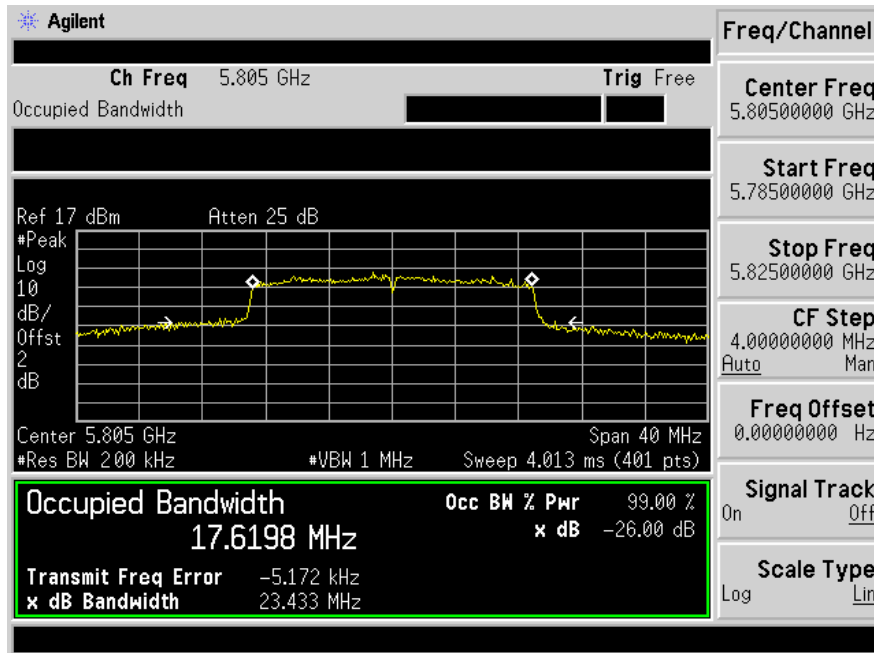 Agilent
Freq/Channel
Ch Freq 5.805 GHz Trig Free
Occupied Bandwidth
Center Freq
5.80500000 GHz
Start Freq
5.78500000 GHz
Stop Freq
5.82500000 GHz
CF Step
4.00000000 MHz
Auto Man
Freq Offset
0.00000000 Hz
Signal Track
On Off
Scale Type
Log Lin
Ref 17 dBm Atten 25 dB
#Peak
Log
10
dB/
Offst
2
dB
Center 5.805 GHz Span 40 MHz
#Res BW 200 kHz #VBW 1 MHz Sweep 4.013 ms (401 pts)
Occupied Bandwidth Occ BW % Pwr 99.00 %
17.6198 MHz x dB -26.00 dB
Transmit Freq Error -5.172 kHz
x dB Bandwidth 23.433 MHz